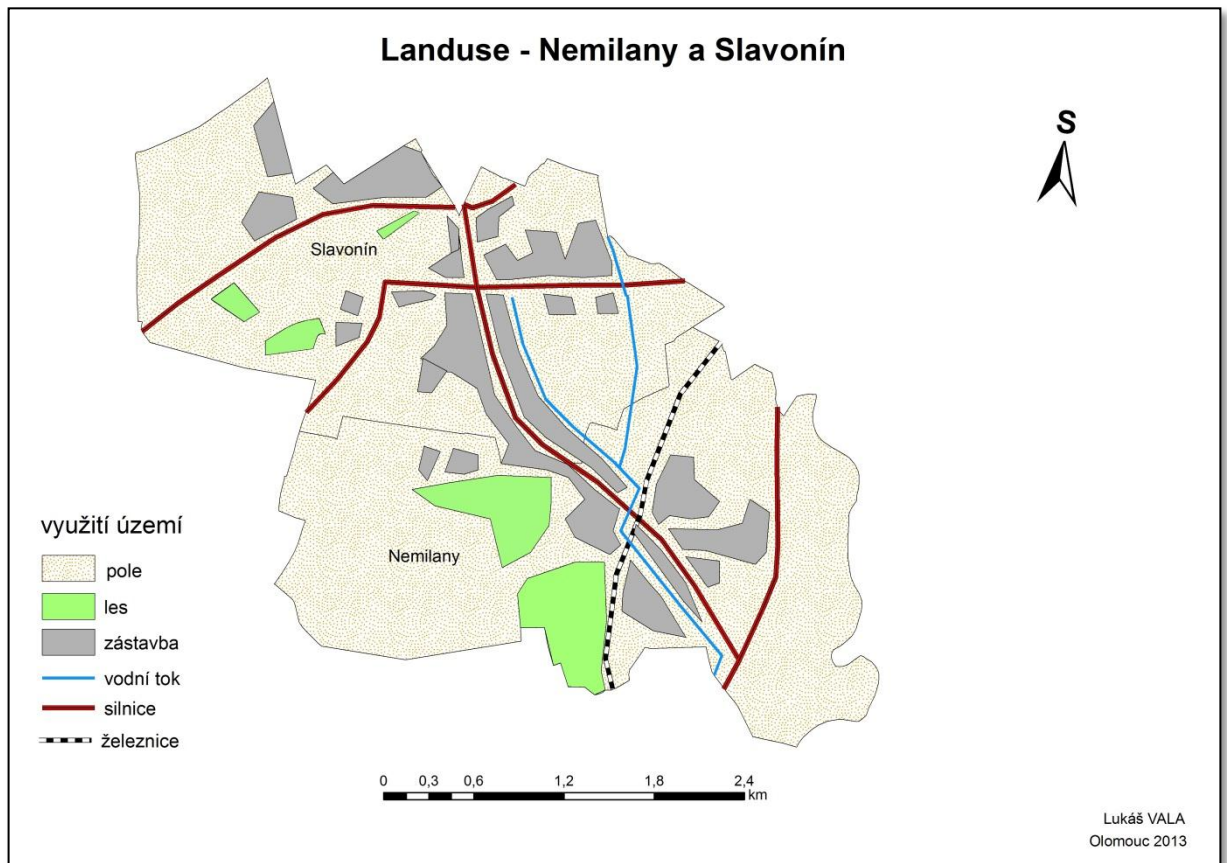 Landuse - Nemilany a Slavonín
S
Slavonín
Nemilany
využití území
pole
les
zástavba
vodní tok
silnice
železnice
0 0,3 0,6 1,2 1,8 2,4
km
Lukáš VALA
Olomouc 2013